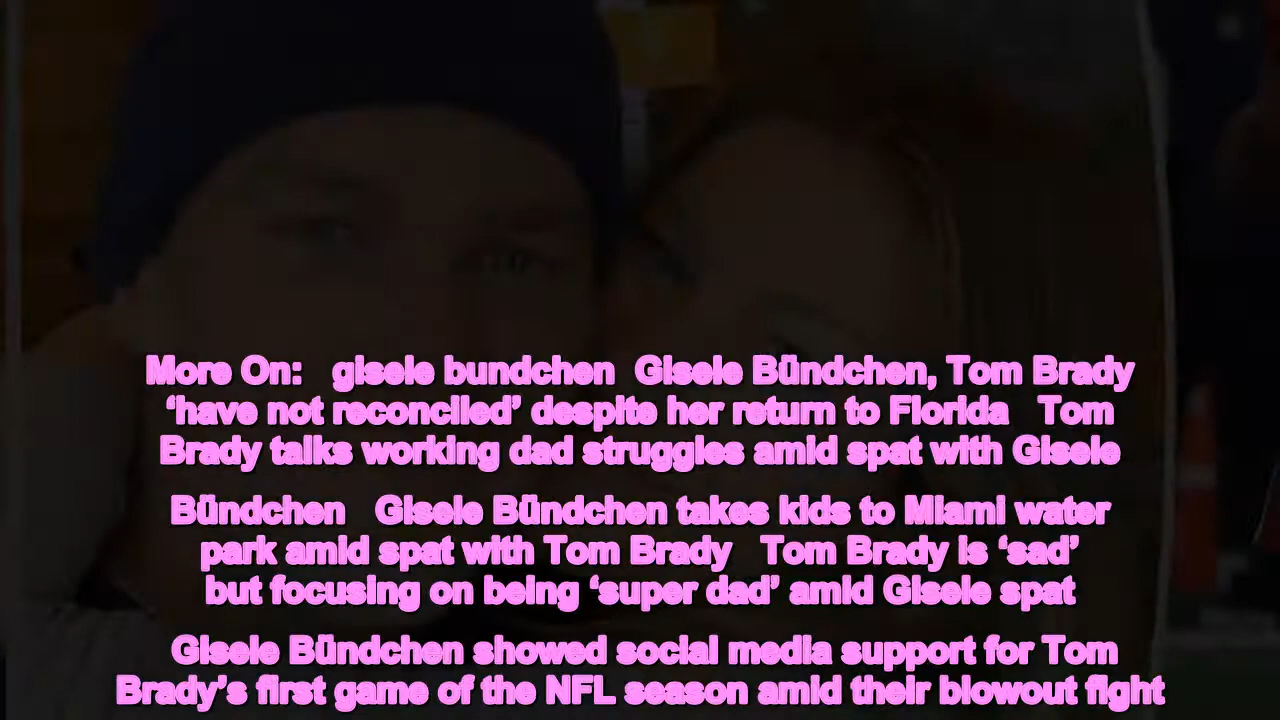 More On:   gisele bundchen  Gisele Bündchen, Tom Brady
‘have not reconciled’ despite her return to Florida   Tom
Brady talks working dad struggles amid spat with Gisele
Bündchen   Gisele Bündchen takes kids to Miami water
park amid spat with Tom Brady   Tom Brady is ‘sad’
but focusing on being ‘super dad’ amid Gisele spat
Gisele Bündchen showed social media support for Tom
Brady’s first game of the NFL season amid their blowout fight